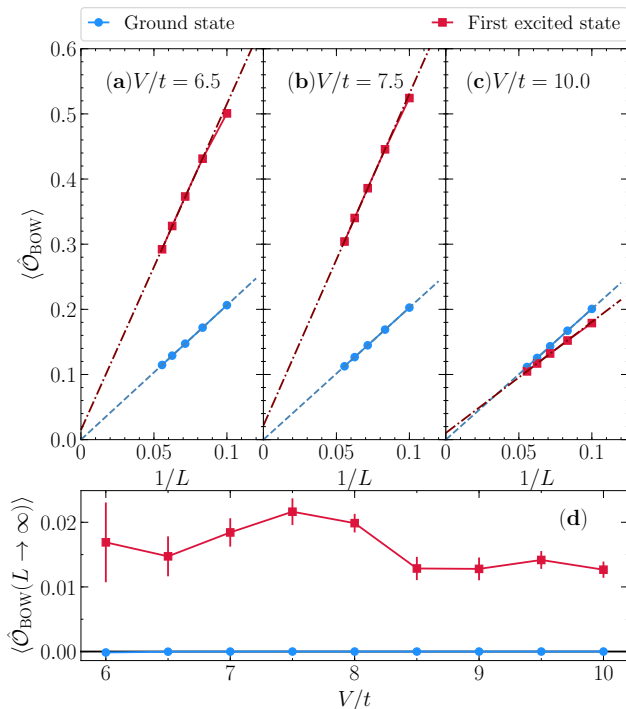 Ground state First excited state
(a) V/t = 6.5 (b) V/t = 7.5 (c) V/t = 10.0
0.6
0.5
0.4
0.3
0.2
0.1
0.0
⟨Ô_BOW⟩
0 0.05 0.1 0 0.05 0.1 0 0.05 0.1
1/L 1/L 1/L
(d)
0.02
0.01
0.00
⟨Ô_BOW(L → ∞)⟩
6 7 8 9 10
V/t